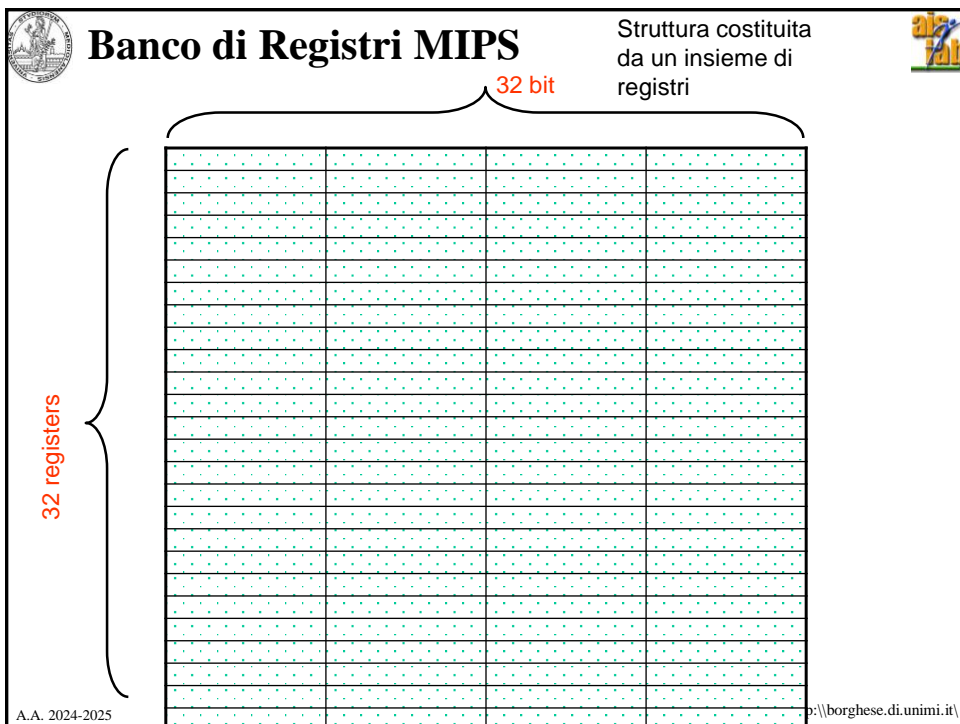 Banco di Registri MIPS
Struttura costituita
da un insieme di
registri
32 bit
32 registers
A.A. 2024-2025
p:\\borghese.di.unimi.it\